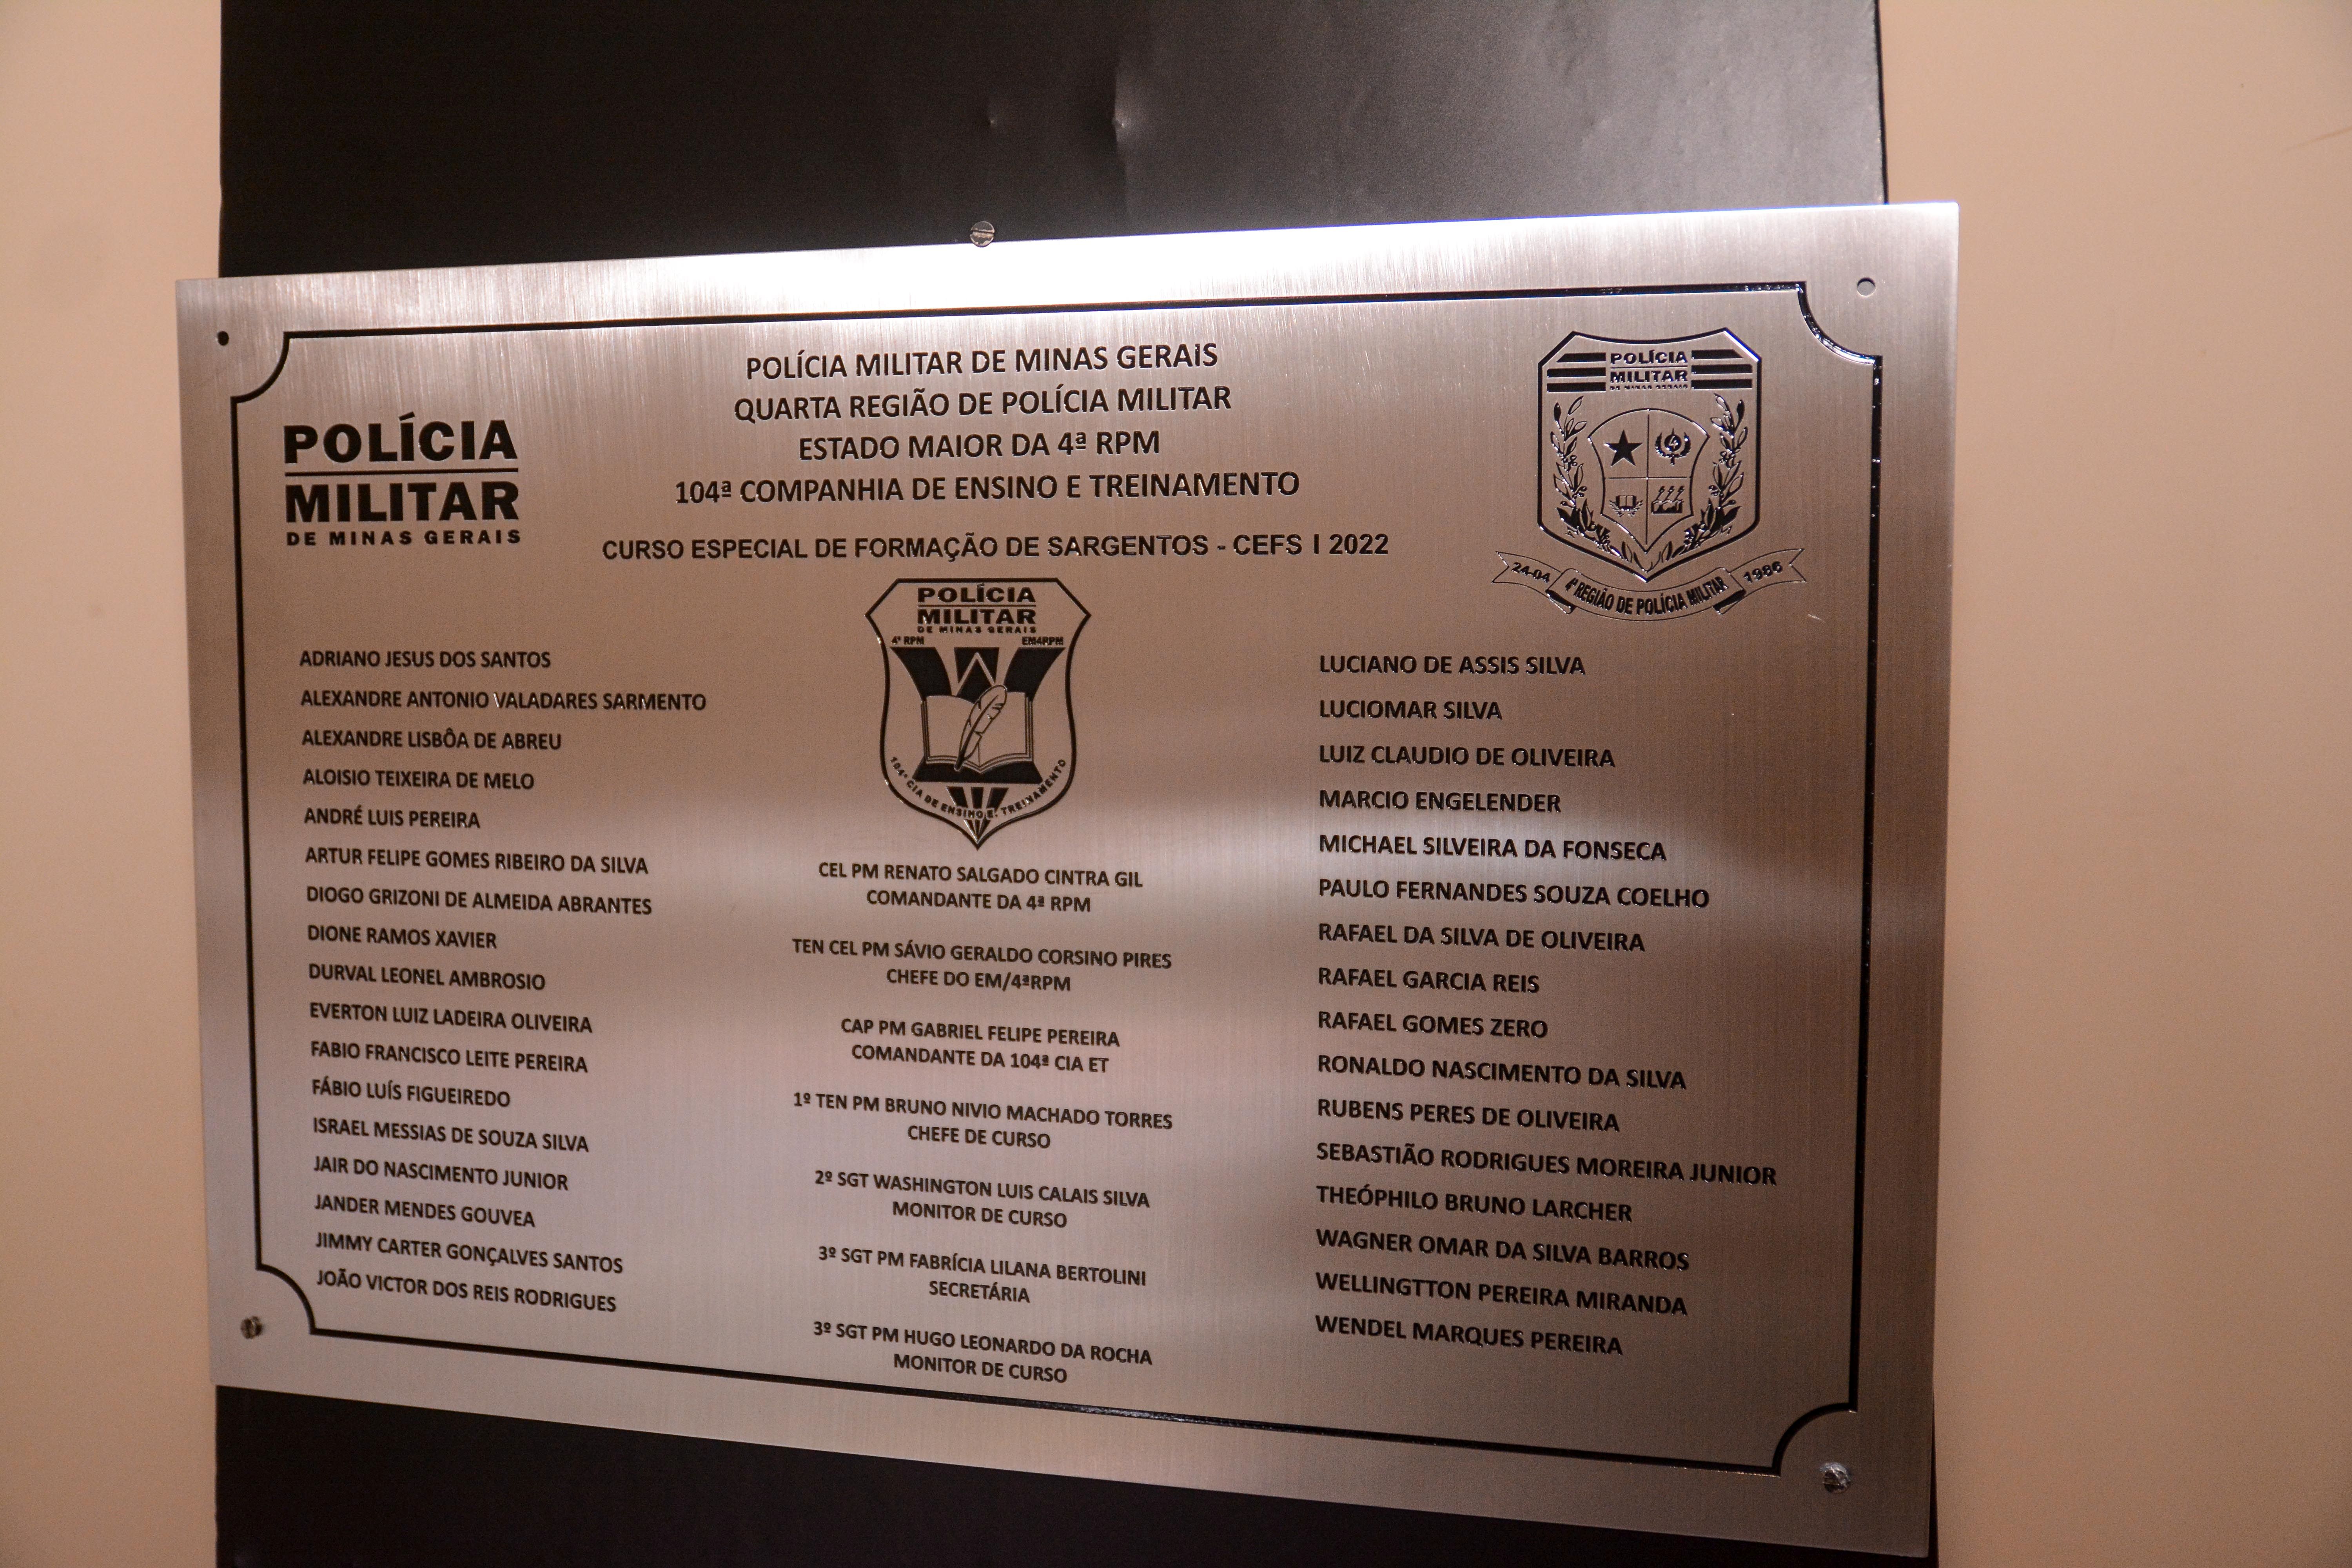 POLÍCIA MILITAR DE MINAS GERAIS
QUARTA REGIÃO DE POLÍCIA MILITAR
ESTADO MAIOR DA 4ª RPM
104ª COMPANHIA DE ENSINO E TREINAMENTO
CURSO ESPECIAL DE FORMAÇÃO DE SARGENTOS - CEFS I 2022
POLÍCIA
MILITAR
DE MINAS GERAIS
POLÍCIA
MILITAR
DE MINAS GERAIS
24-04
4ª REGIÃO DE POLÍCIA MILITAR
1986
ADRIANO JESUS DOS SANTOS
ALEXANDRE ANTONIO VALADARES SARMENTO
ALEXANDRE LISBÔA DE ABREU
ALOISIO TEIXEIRA DE MELO
ANDRÉ LUIS PEREIRA
ARTUR FELIPE GOMES RIBEIRO DA SILVA
DIOGO GRIZONI DE ALMEIDA ABRANTES
DIONE RAMOS XAVIER
DURVAL LEONEL AMBROSIO
EVERTON LUIZ LADEIRA OLIVEIRA
FABIO FRANCISCO LEITE PEREIRA
FÁBIO LUÍS FIGUEIREDO
ISRAEL MESSIAS DE SOUZA SILVA
JAIR DO NASCIMENTO JUNIOR
JANDER MENDES GOUVEA
JIMMY CARTER GONÇALVES SANTOS
JOÃO VICTOR DOS REIS RODRIGUES
POLÍCIA
MILITAR
DE MINAS GERAIS
4ª RPM
EM4RPM
104ª CIA DE ENSINO E TREINAMENTO
CEL PM RENATO SALGADO CINTRA GIL
COMANDANTE DA 4ª RPM
TEN CEL PM SÁVIO GERALDO CORSINO PIRES
CHEFE DO EM/4ªRPM
CAP PM GABRIEL FELIPE PEREIRA
COMANDANTE DA 104ª CIA ET
1º TEN PM BRUNO NIVIO MACHADO TORRES
CHEFE DE CURSO
2º SGT WASHINGTON LUIS CALAIS SILVA
MONITOR DE CURSO
3º SGT PM FABRÍCIA LILANA BERTOLINI
SECRETÁRIA
3º SGT PM HUGO LEONARDO DA ROCHA
MONITOR DE CURSO
LUCIANO DE ASSIS SILVA
LUCIOMAR SILVA
LUIZ CLAUDIO DE OLIVEIRA
MARCIO ENGELENDER
MICHAEL SILVEIRA DA FONSECA
PAULO FERNANDES SOUZA COELHO
RAFAEL DA SILVA DE OLIVEIRA
RAFAEL GARCIA REIS
RAFAEL GOMES ZERO
RONALDO NASCIMENTO DA SILVA
RUBENS PERES DE OLIVEIRA
SEBASTIÃO RODRIGUES MOREIRA JUNIOR
THEÓPHILO BRUNO LARCHER
WAGNER OMAR DA SILVA BARROS
WELLINGTTON PEREIRA MIRANDA
WENDEL MARQUES PEREIRA